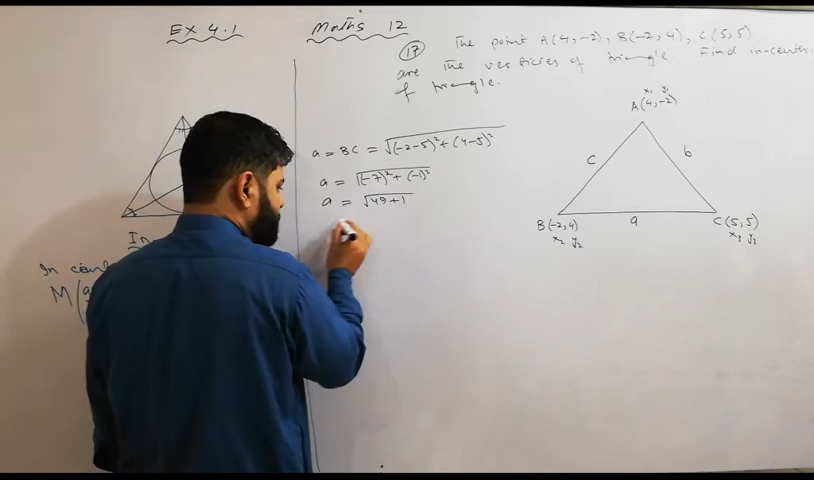 EX 4.1
Maths 12
17 The point A(4,-2), B(-2,4), C(5,5)
are the verticies of triangle. Find in-center
of triangle.
x₁ y₁
A(4,-2)
a = BC = √(-2-5)² + (4-5)²
c
b
a = √(-7)² + (-1)²
a = √49+1
B(-2,4)
a
C(5,5)
x₂ y₂
x₃ y₃
In
In
M(